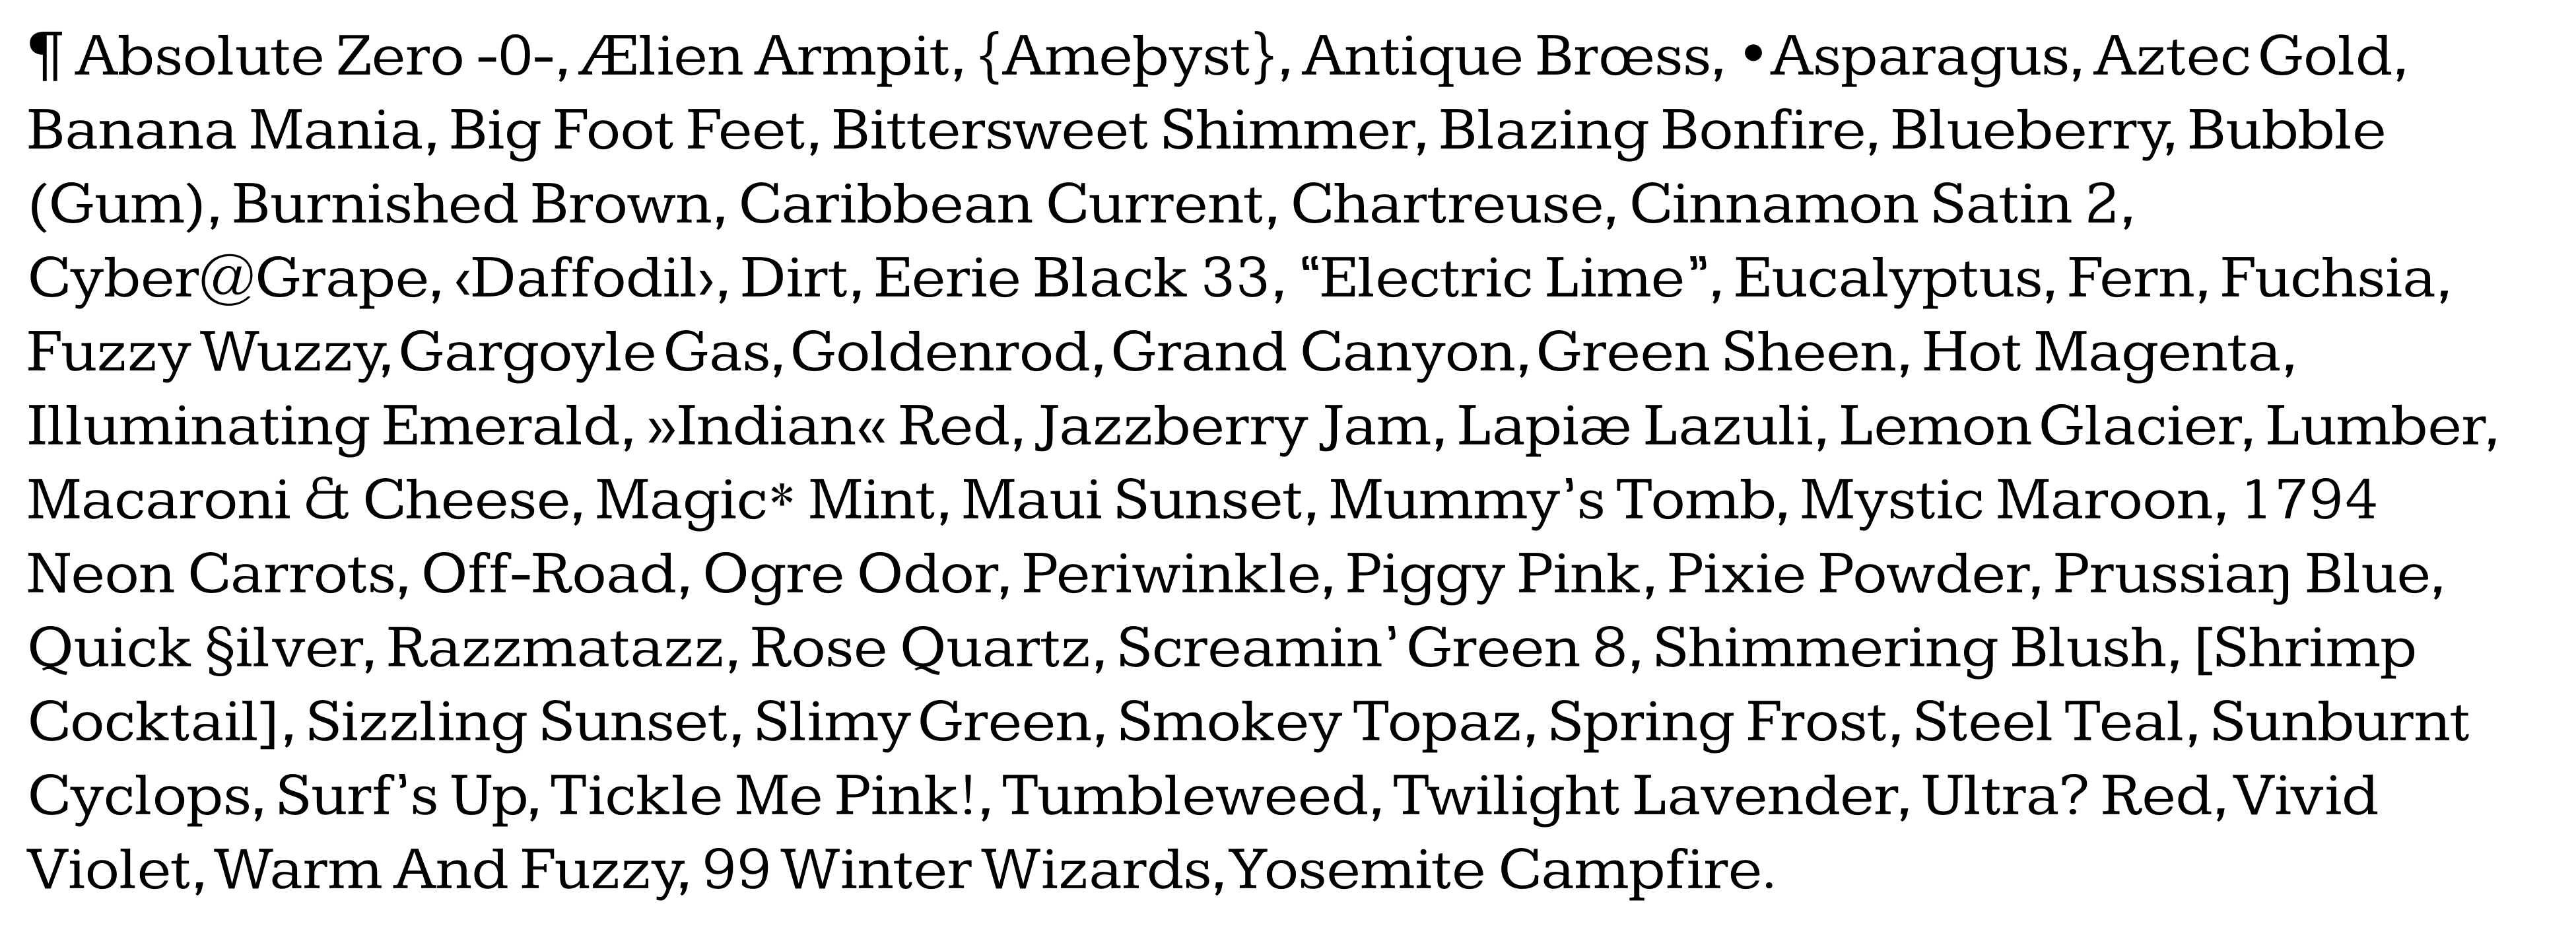 ¶ Absolute Zero -0-, Ælien Armpit, {Ameþyst}, Antique Brœss, •Asparagus, Aztec Gold,
Banana Mania, Big Foot Feet, Bittersweet Shimmer, Blazing Bonfire, Blueberry, Bubble
(Gum), Burnished Brown, Caribbean Current, Chartreuse, Cinnamon Satin 2,
Cyber@Grape, ‹Daffodil›, Dirt, Eerie Black 33, “Electric Lime”, Eucalyptus, Fern, Fuchsia,
Fuzzy Wuzzy, Gargoyle Gas, Goldenrod, Grand Canyon, Green Sheen, Hot Magenta,
Illuminating Emerald, »Indian« Red, Jazzberry Jam, Lapiæ Lazuli, Lemon Glacier, Lumber,
Macaroni & Cheese, Magic* Mint, Maui Sunset, Mummy’s Tomb, Mystic Maroon, 1794
Neon Carrots, Off-Road, Ogre Odor, Periwinkle, Piggy Pink, Pixie Powder, Prussiaŋ Blue,
Quick §ilver, Razzmatazz, Rose Quartz, Screamin’ Green 8, Shimmering Blush, [Shrimp
Cocktail], Sizzling Sunset, Slimy Green, Smokey Topaz, Spring Frost, Steel Teal, Sunburnt
Cyclops, Surf’s Up, Tickle Me Pink!, Tumbleweed, Twilight Lavender, Ultra? Red, Vivid
Violet, Warm And Fuzzy, 99 Winter Wizards, Yosemite Campfire.